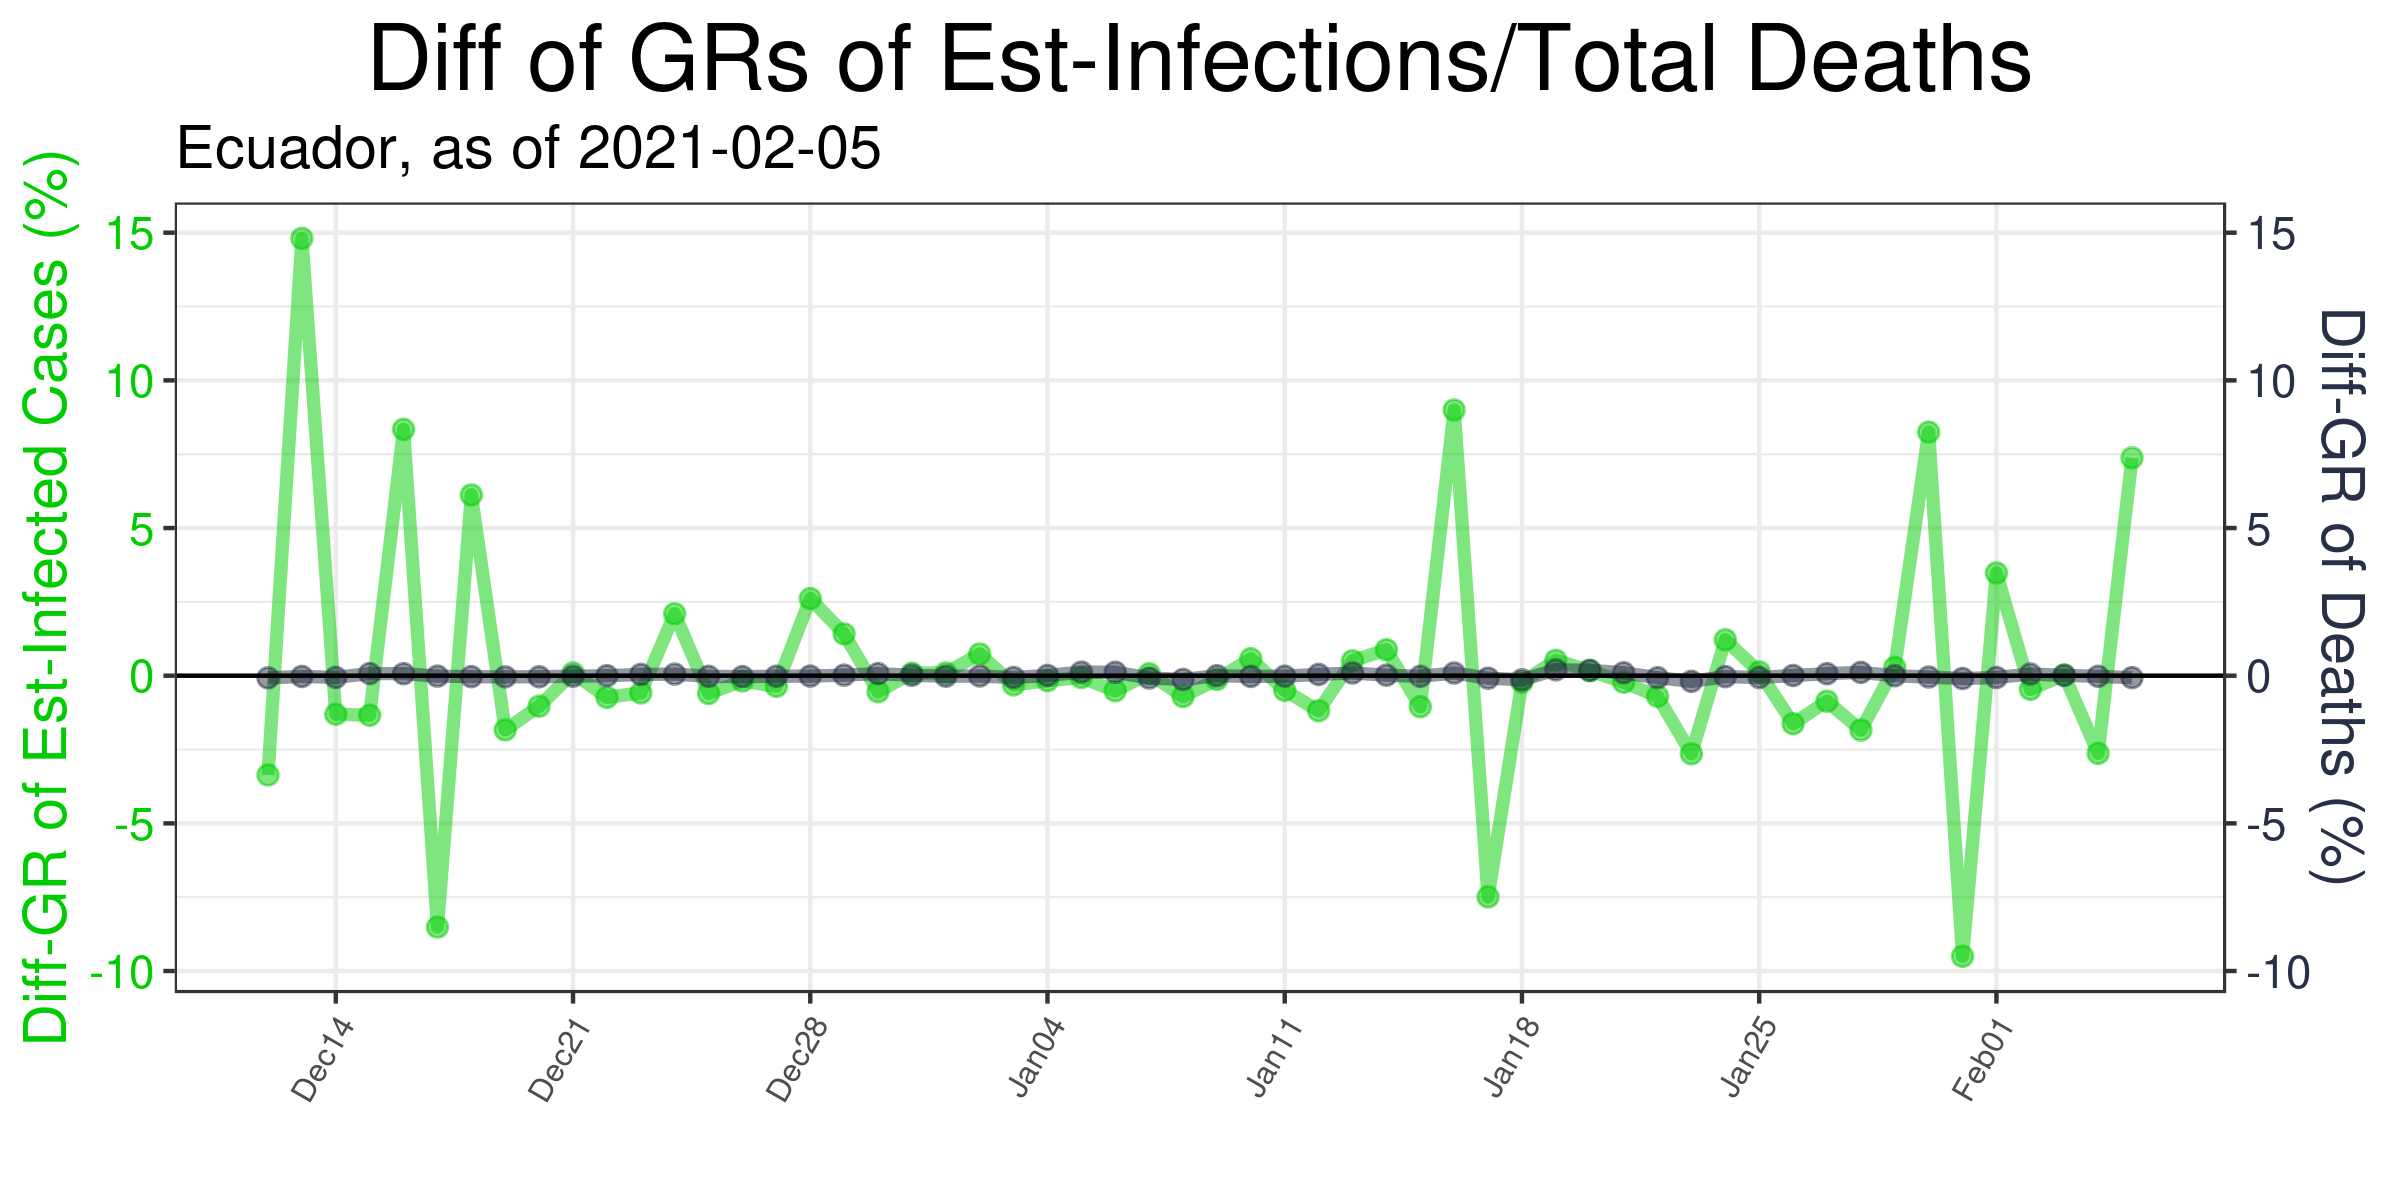 Diff of GRs of Est-Infections/Total Deaths
Ecuador, as of 2021-02-05
Diff-GR of Est-Infected Cases (%)
15
10
5
0
-5
-10
15
10
5
0
-5
-10
Diff-GR of Deaths (%)
Dec14
Dec21
Dec28
Jan04
Jan11
Jan18
Jan25
Feb01